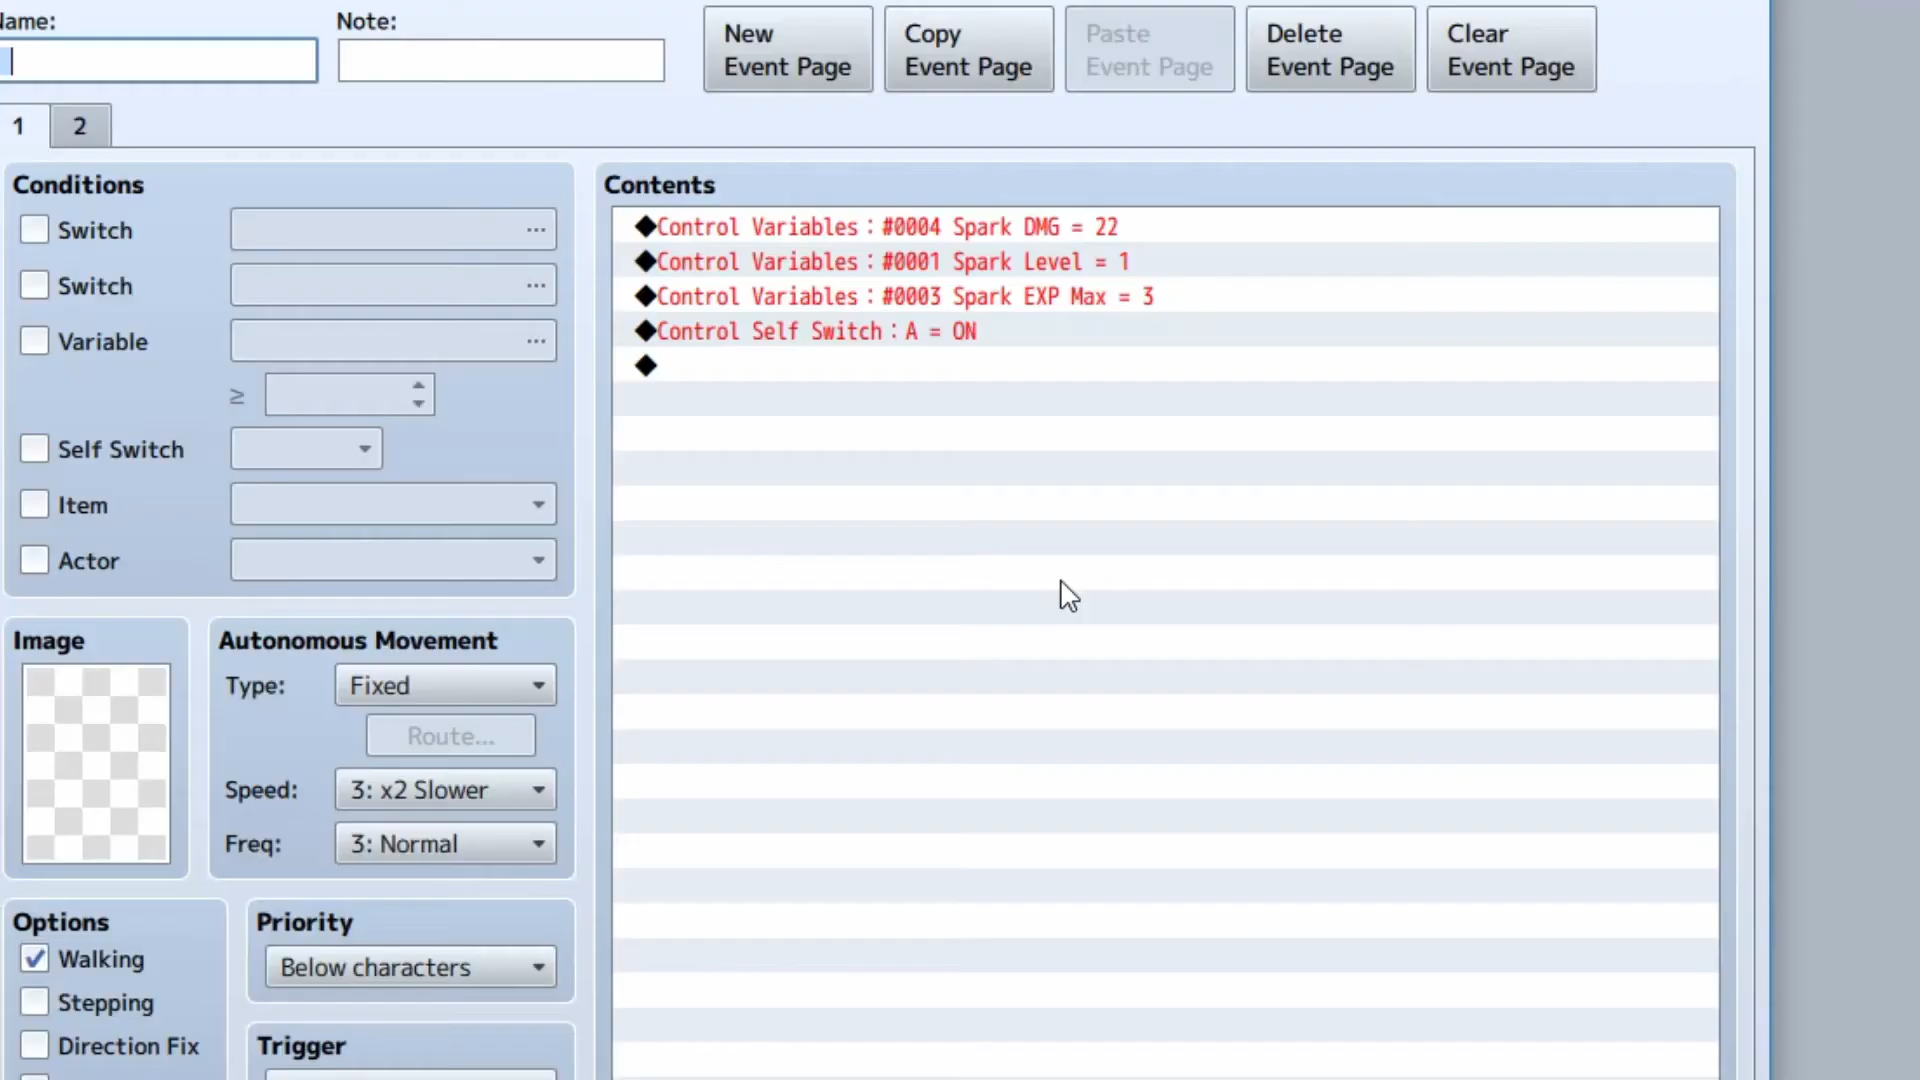 Name:
Note:
New
Event Page
Copy
Event Page
Paste
Event Page
Delete
Event Page
Clear
Event Page
1
2
Conditions
Switch
...
Switch
...
Variable
...
≥
Self Switch
Item
Actor
Contents
◆Control Variables：#0004 Spark DMG = 22
◆Control Variables：#0001 Spark Level = 1
◆Control Variables：#0003 Spark EXP Max = 3
◆Control Self Switch：A = ON
◆
Image
Autonomous Movement
Type:
Fixed
Route...
Speed:
3: x2 Slower
Freq:
3: Normal
Options
Walking
Stepping
Direction Fix
Priority
Below characters
Trigger